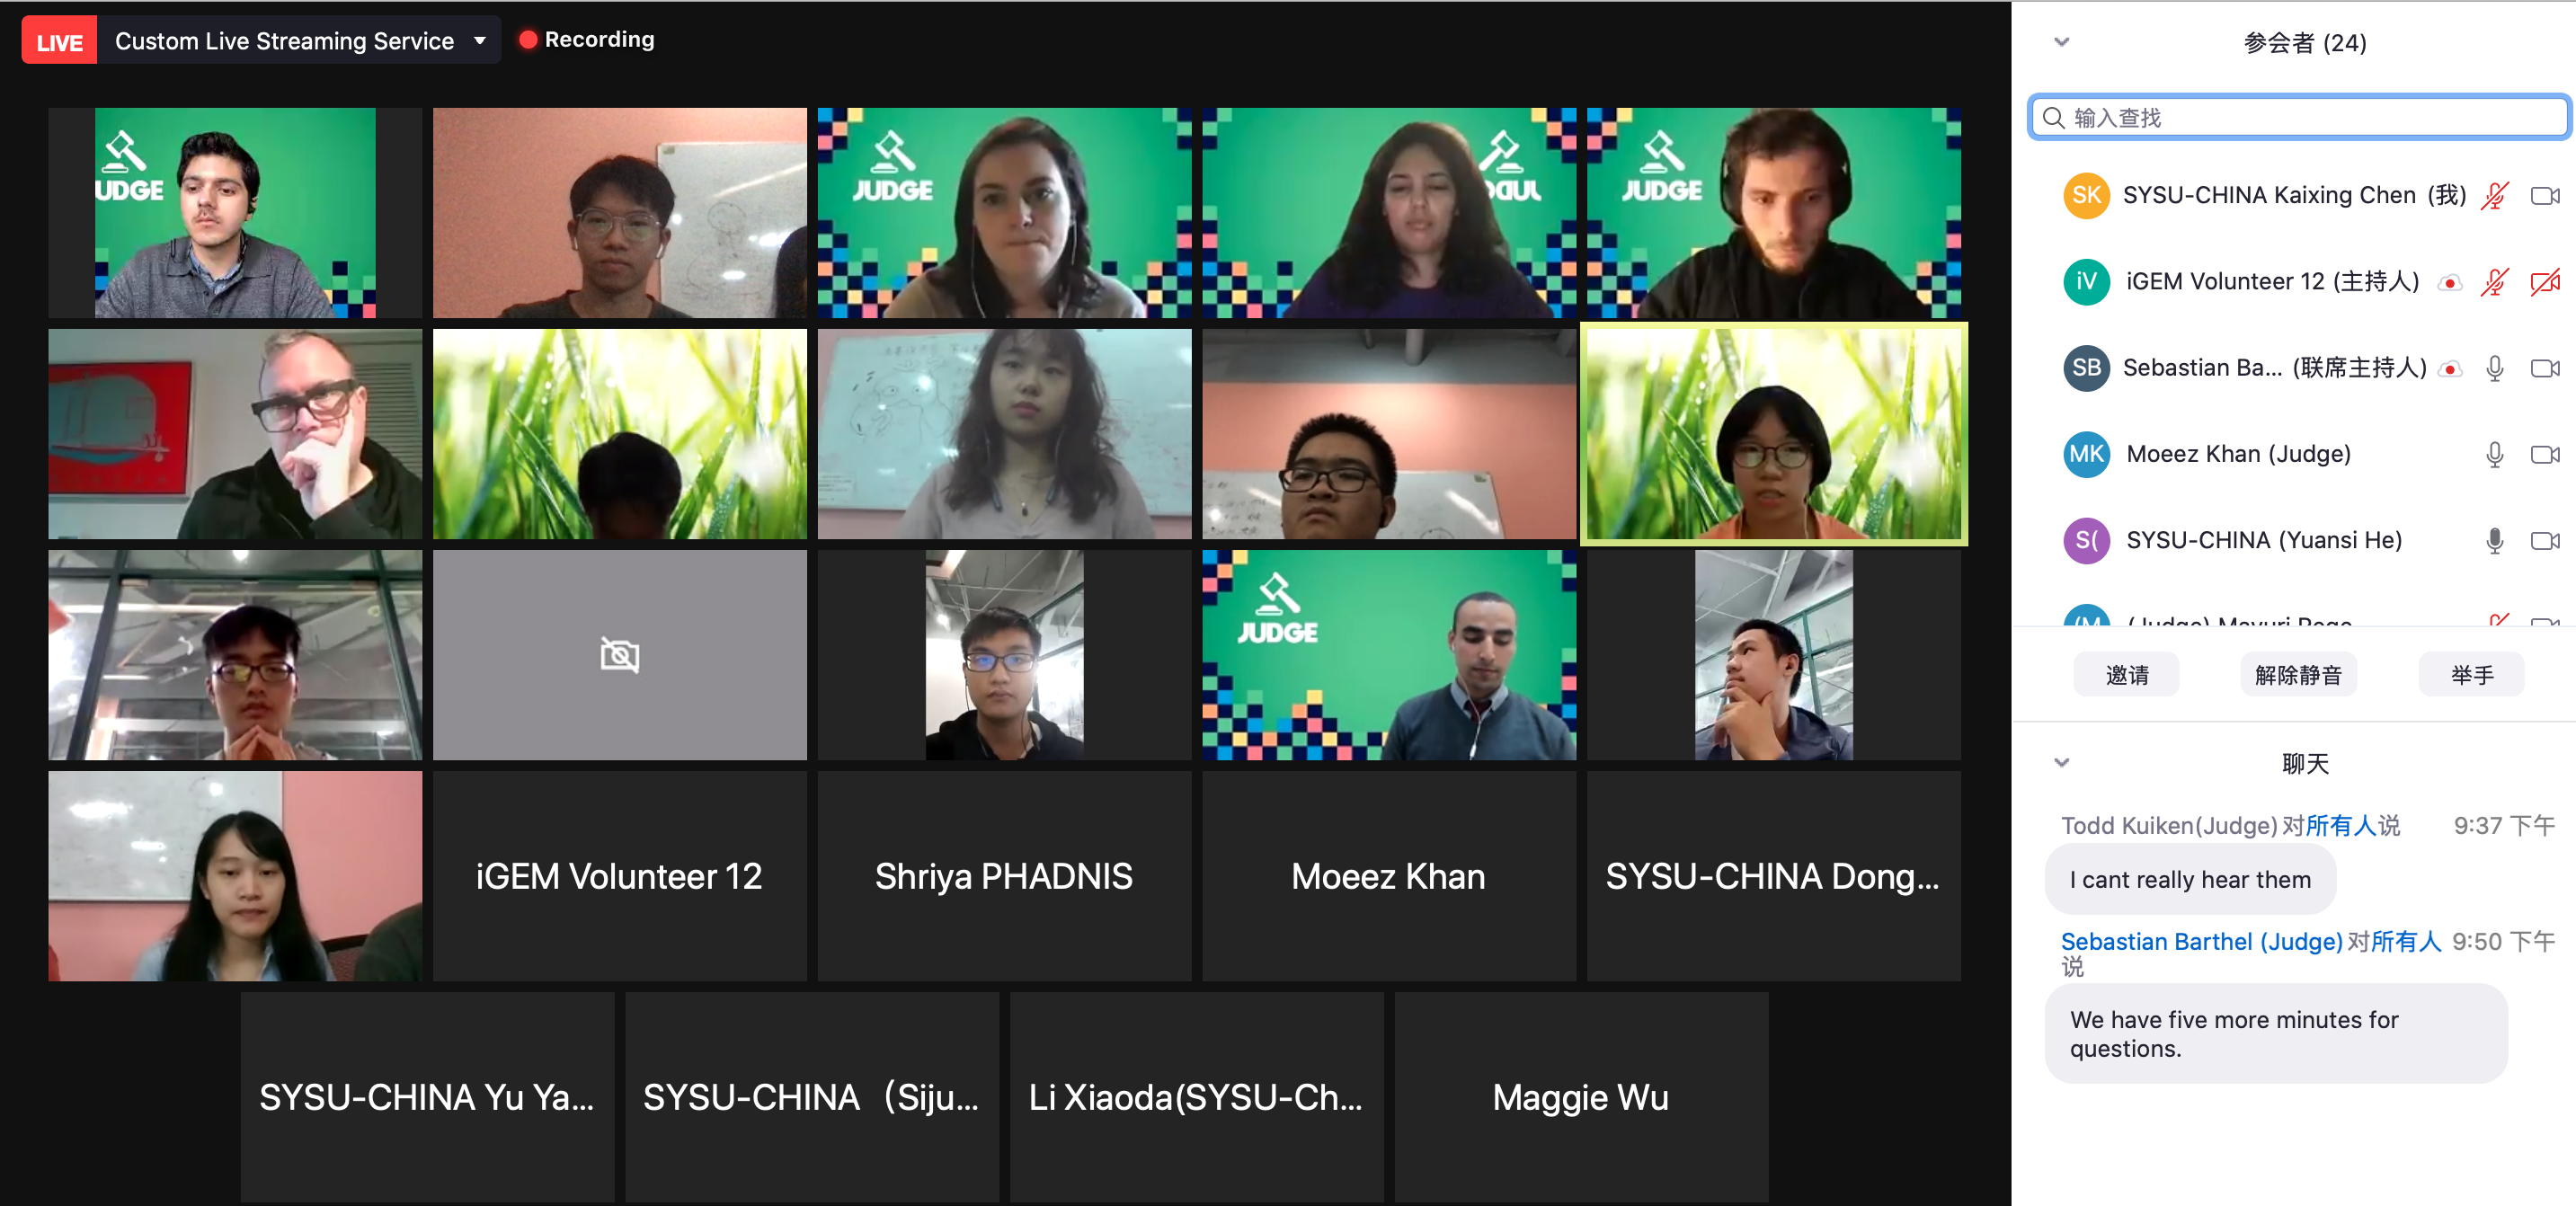 LIVE Custom Live Streaming Service Recording
JUDGE
JUDGE
JUDGE
JUDGE
JUDGE
iGEM Volunteer 12
Shriya PHADNIS
Moeez Khan
SYSU-CHINA Dong...
SYSU-CHINA Yu Ya...
SYSU-CHINA（Siju...
Li Xiaoda(SYSU-Ch...
Maggie Wu
参会者 (24)
输入查找
SK SYSU-CHINA Kaixing Chen (我)
iV iGEM Volunteer 12 (主持人)
SB Sebastian Ba... (联席主持人)
MK Moeez Khan (Judge)
S( SYSU-CHINA (Yuansi He)
(M (Judge) Mayuri Rege
邀请 解除静音 举手
聊天
Todd Kuiken(Judge)对所有人说 9:37 下午
I cant really hear them
Sebastian Barthel (Judge)对所有人 9:50 下午
说
We have five more minutes for
questions.